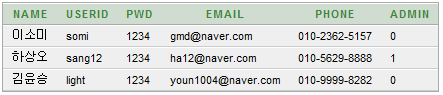 NAME USERID PWD EMAIL PHONE ADMIN
이소미 somi 1234 gmd@naver.com 010-2362-5157 0
하상오 sang12 1234 ha12@naver.com 010-5629-8888 1
김윤승 light 1234 youn1004@naver.com 010-9999-8282 0